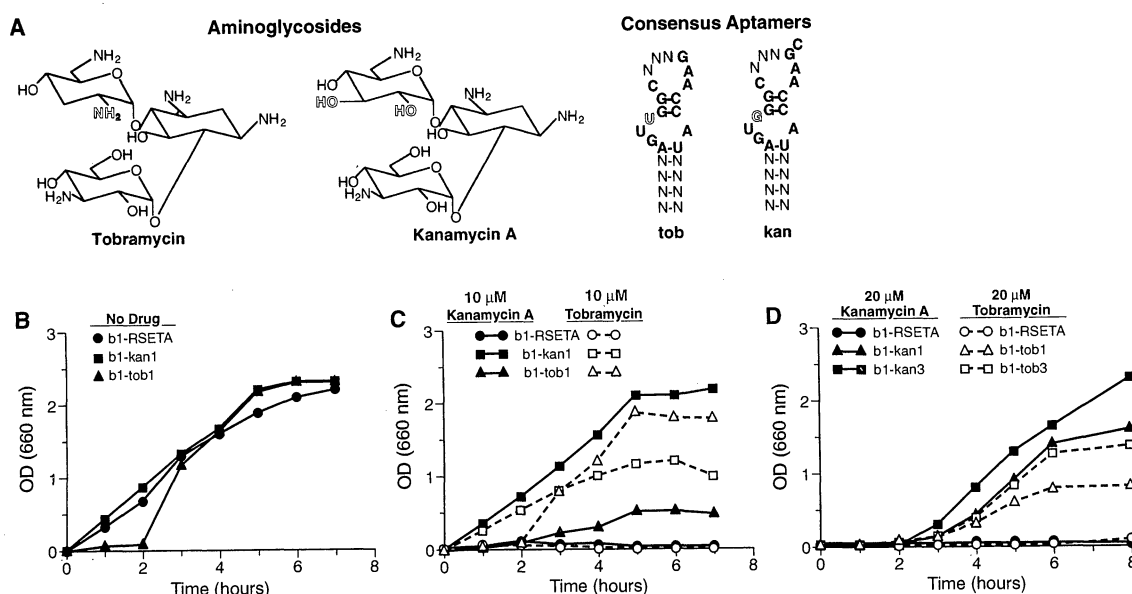 A
Aminoglycosides
Consensus Aptamers
NH2
HO
NH2
NH2
NH2
O
O
HO
OH
HO
H2N
O
OH
O
Tobramycin
NH2
HO
HO
HO
O
NH2
NH2
O
HO
OH
HO
H2N
O
OH
O
Kanamycin A
N N N G
A
A
C C
G G C
U
U G A U A
N-N
N-N
N-N
N-N
tob
N N N G C
A
A
C G C
G C
G
U G A U A
N-N
N-N
N-N
N-N
kan
B
No Drug
b1-RSETA
b1-kan1
b1-tob1
OD (660 nm)
3
2
1
0
0 2 4 6 8
Time (hours)
C
10 µM
Kanamycin A
10 µM
Tobramycin
b1-RSETA
b1-kan1
b1-tob1
OD (660 nm)
3
2
1
0
0 2 4 6 8
Time (hours)
D
20 µM
Kanamycin A
20 µM
Tobramycin
b1-RSETA
b1-kan1
b1-kan3
b1-RSETA
b1-tob1
b1-tob3
OD (660 nm)
3
2
1
0
0 2 4 6 8
Time (hours)